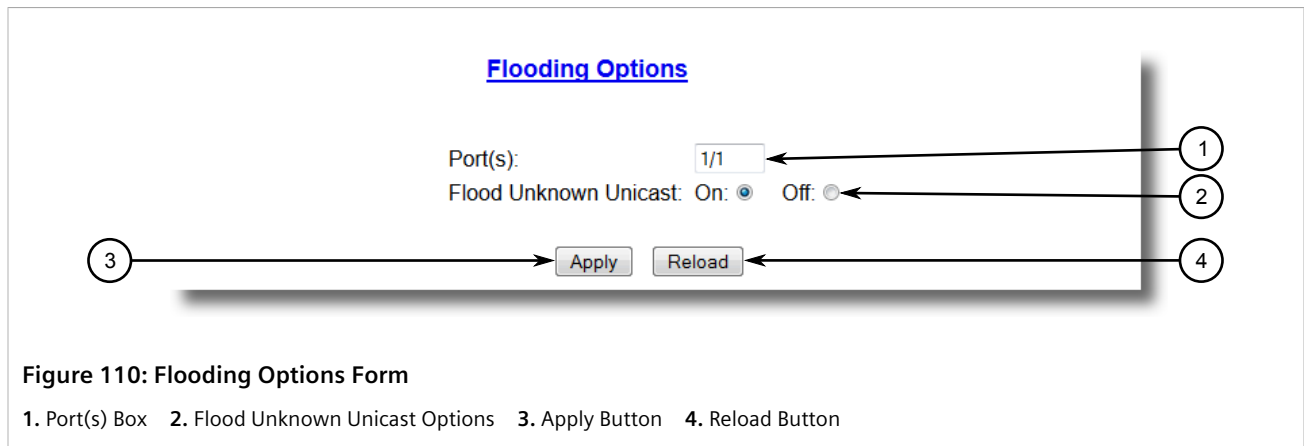 Flooding Options
Port(s): 1/1
1
Flood Unknown Unicast: On: Off:
2
3
Apply Reload
4
Figure 110: Flooding Options Form
1. Port(s) Box 2. Flood Unknown Unicast Options 3. Apply Button 4. Reload Button